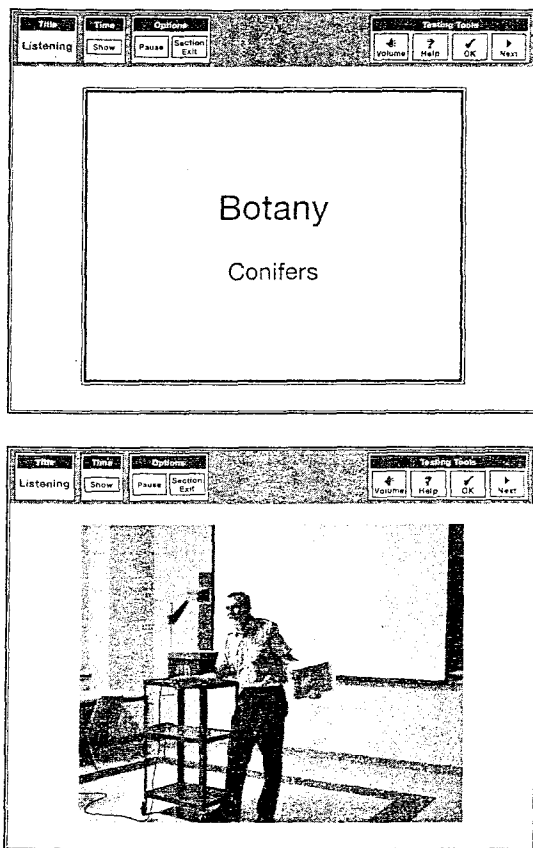 Title Time Options Testing Tools
Listening Show Pause Section Exit Volume Help OK Next
Botany
Conifers
Title Time Options Testing Tools
Listening Show Pause Section Exit Volume Help OK Next